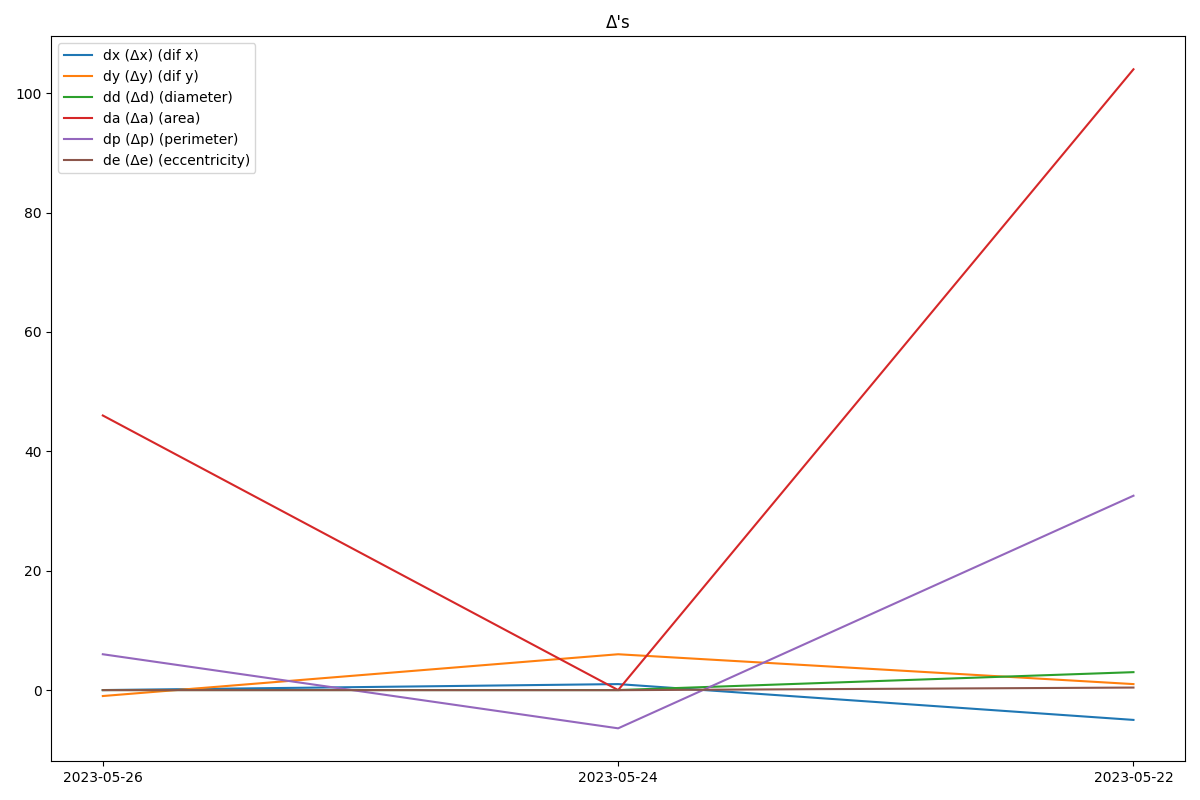 Δ's
dx (Δx) (dif x)
dy (Δy) (dif y)
dd (Δd) (diameter)
da (Δa) (area)
dp (Δp) (perimeter)
de (Δe) (eccentricity)
100
80
60
40
20
0
2023-05-26 2023-05-24 2023-05-22